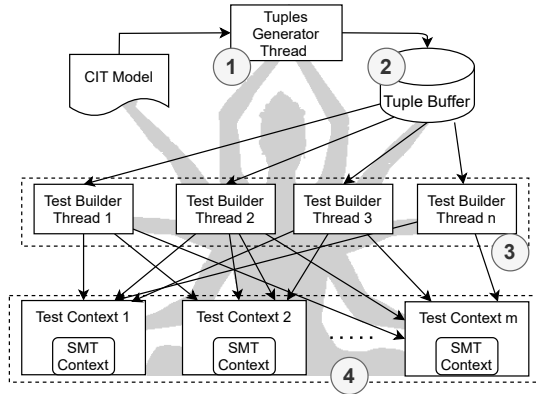 Tuples
Generator
Thread
1
2
CIT Model
Tuple Buffer
Test Builder
Thread 1
Test Builder
Thread 2
Test Builder
Thread 3
Test Builder
Thread n
3
Test Context 1
SMT
Context
Test Context 2
SMT
Context
.....
Test Context m
SMT
Context
4